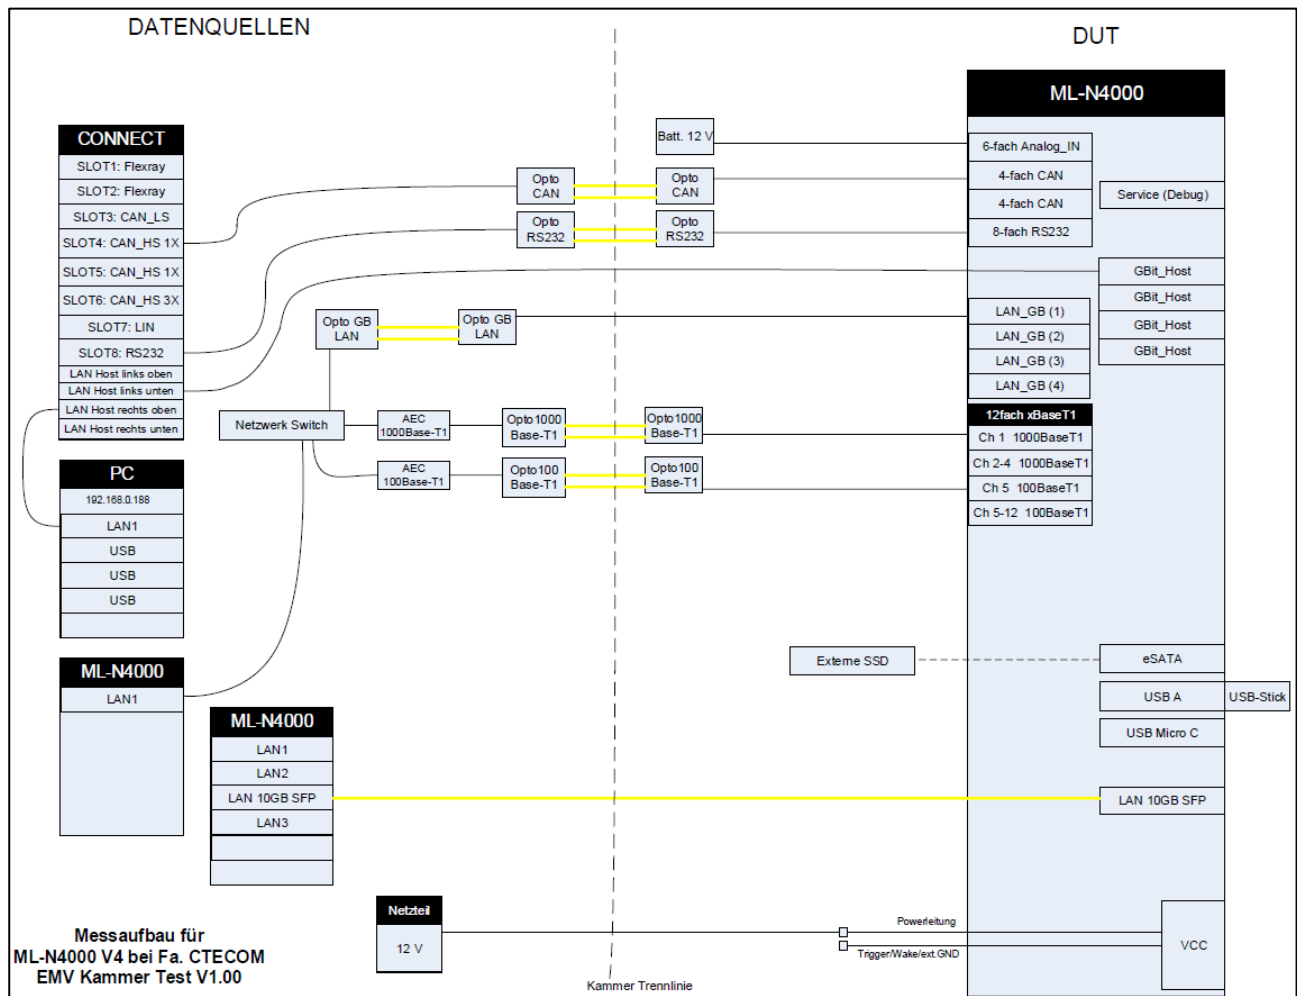 DATENQUELLEN
DUT
CONNECT
SLOT1: Flexray
SLOT2: Flexray
SLOT3: CAN_LS
SLOT4: CAN_HS 1X
SLOT5: CAN_HS 1X
SLOT6: CAN_HS 3X
SLOT7: LIN
SLOT8: RS232
LAN Host links oben
LAN Host links unten
LAN Host rechts oben
LAN Host rechts unten
PC
192.168.0.188
LAN1
USB
USB
USB
ML-N4000
LAN1
ML-N4000
LAN1
LAN2
LAN 10GB SFP
LAN3
Opto GB
LAN
Opto GB
LAN
Netzwerk Switch
AEC
1000Base-T1
AEC
100Base-T1
Opto
CAN
Opto
RS232
Opto1000
Base-T1
Opto100
Base-T1
Batt. 12 V
Opto
CAN
Opto
RS232
Opto1000
Base-T1
Opto100
Base-T1
ML-N4000
6-fach Analog_IN
4-fach CAN
4-fach CAN
8-fach RS232
Service (Debug)
GBit_Host
GBit_Host
GBit_Host
GBit_Host
LAN_GB (1)
LAN_GB (2)
LAN_GB (3)
LAN_GB (4)
12fach xBaseT1
Ch 1 1000BaseT1
Ch 2-4 1000BaseT1
Ch 5 100BaseT1
Ch 5-12 100BaseT1
Externe SSD
eSATA
USB A
USB-Stick
USB Micro C
LAN 10GB SFP
Netzteil
12 V
Powerleitung
Trigger/Wake/ext.GND
VCC
Messaufbau für
ML-N4000 V4 bei Fa. CTECOM
EMV Kammer Test V1.00
Kammer Trennlinie